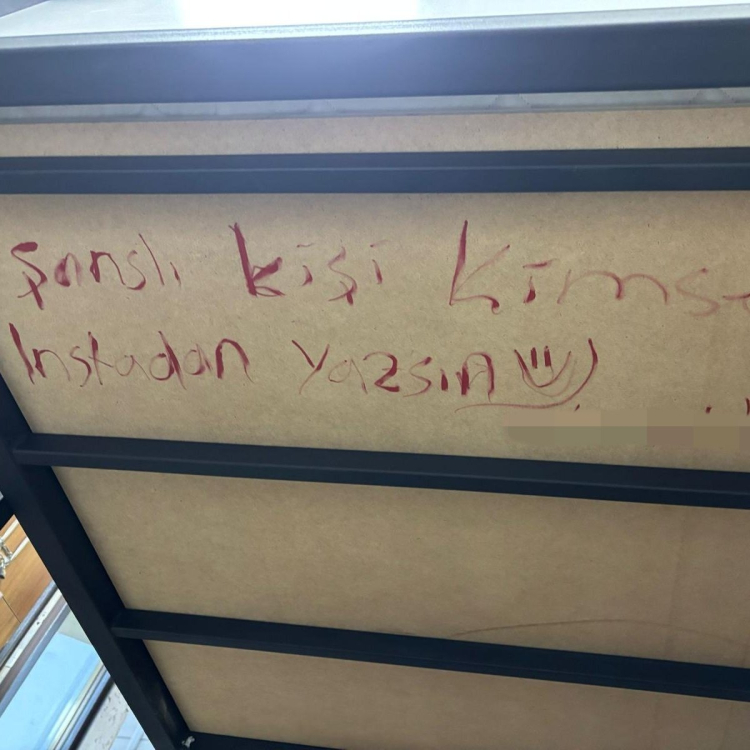 Şanslı kişi kimse
Instadan yazsın